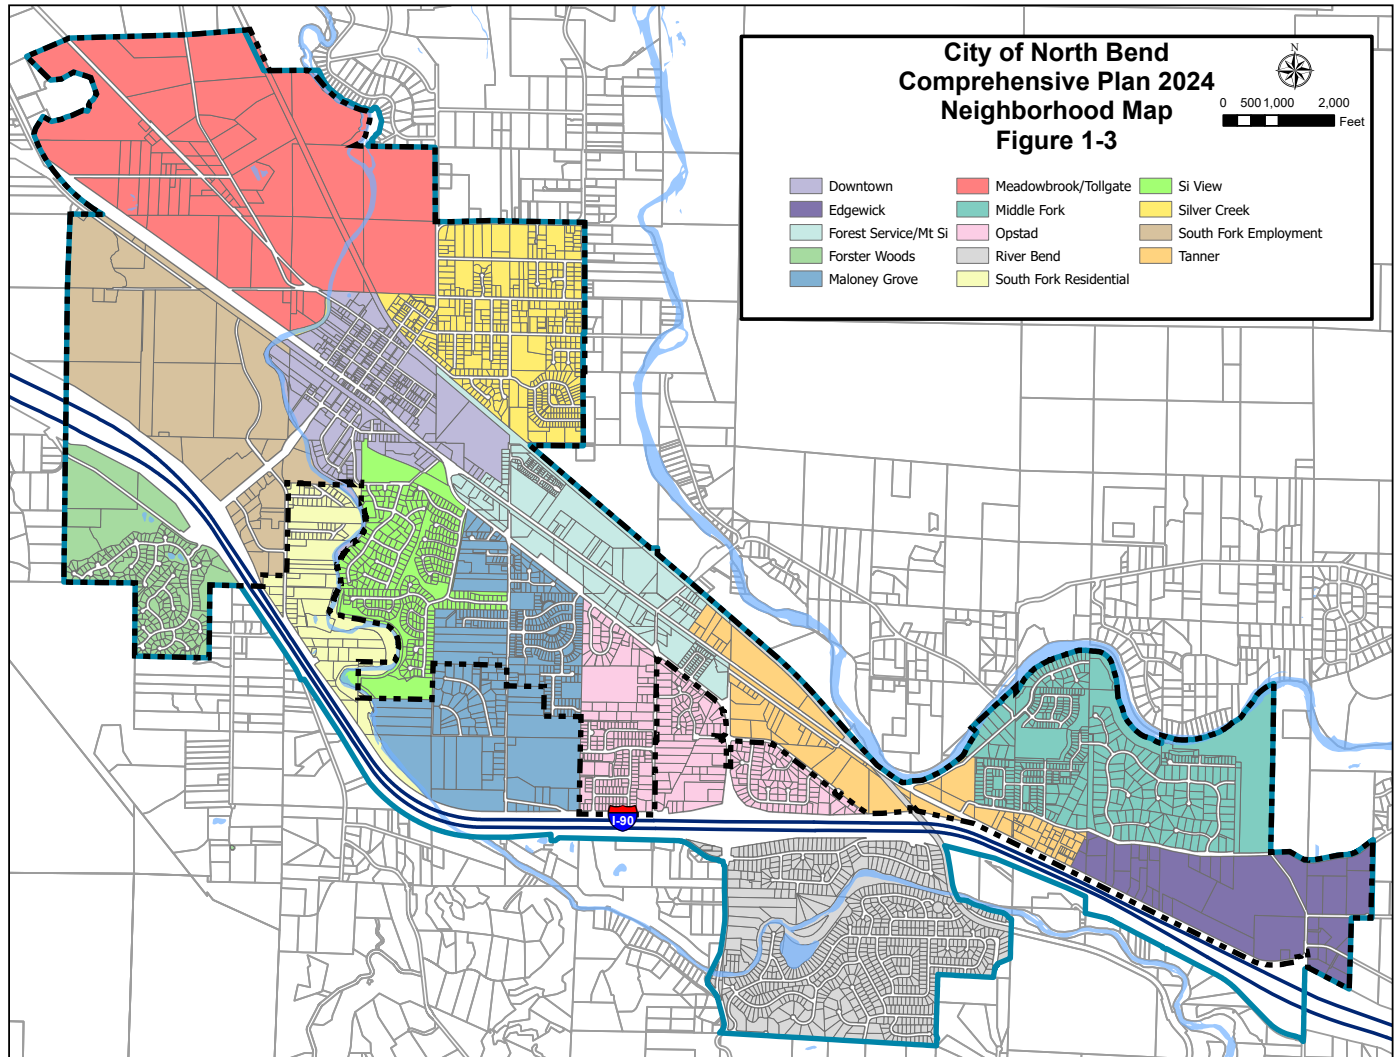 City of North Bend
Comprehensive Plan 2024
Neighborhood Map
Figure 1-3
N
0 500 1,000 2,000
Feet
Downtown
Edgewick
Forest Service/Mt Si
Forster Woods
Maloney Grove
Meadowbrook/Tollgate
Middle Fork
Opstad
River Bend
South Fork Residential
Si View
Silver Creek
South Fork Employment
Tanner
I-90